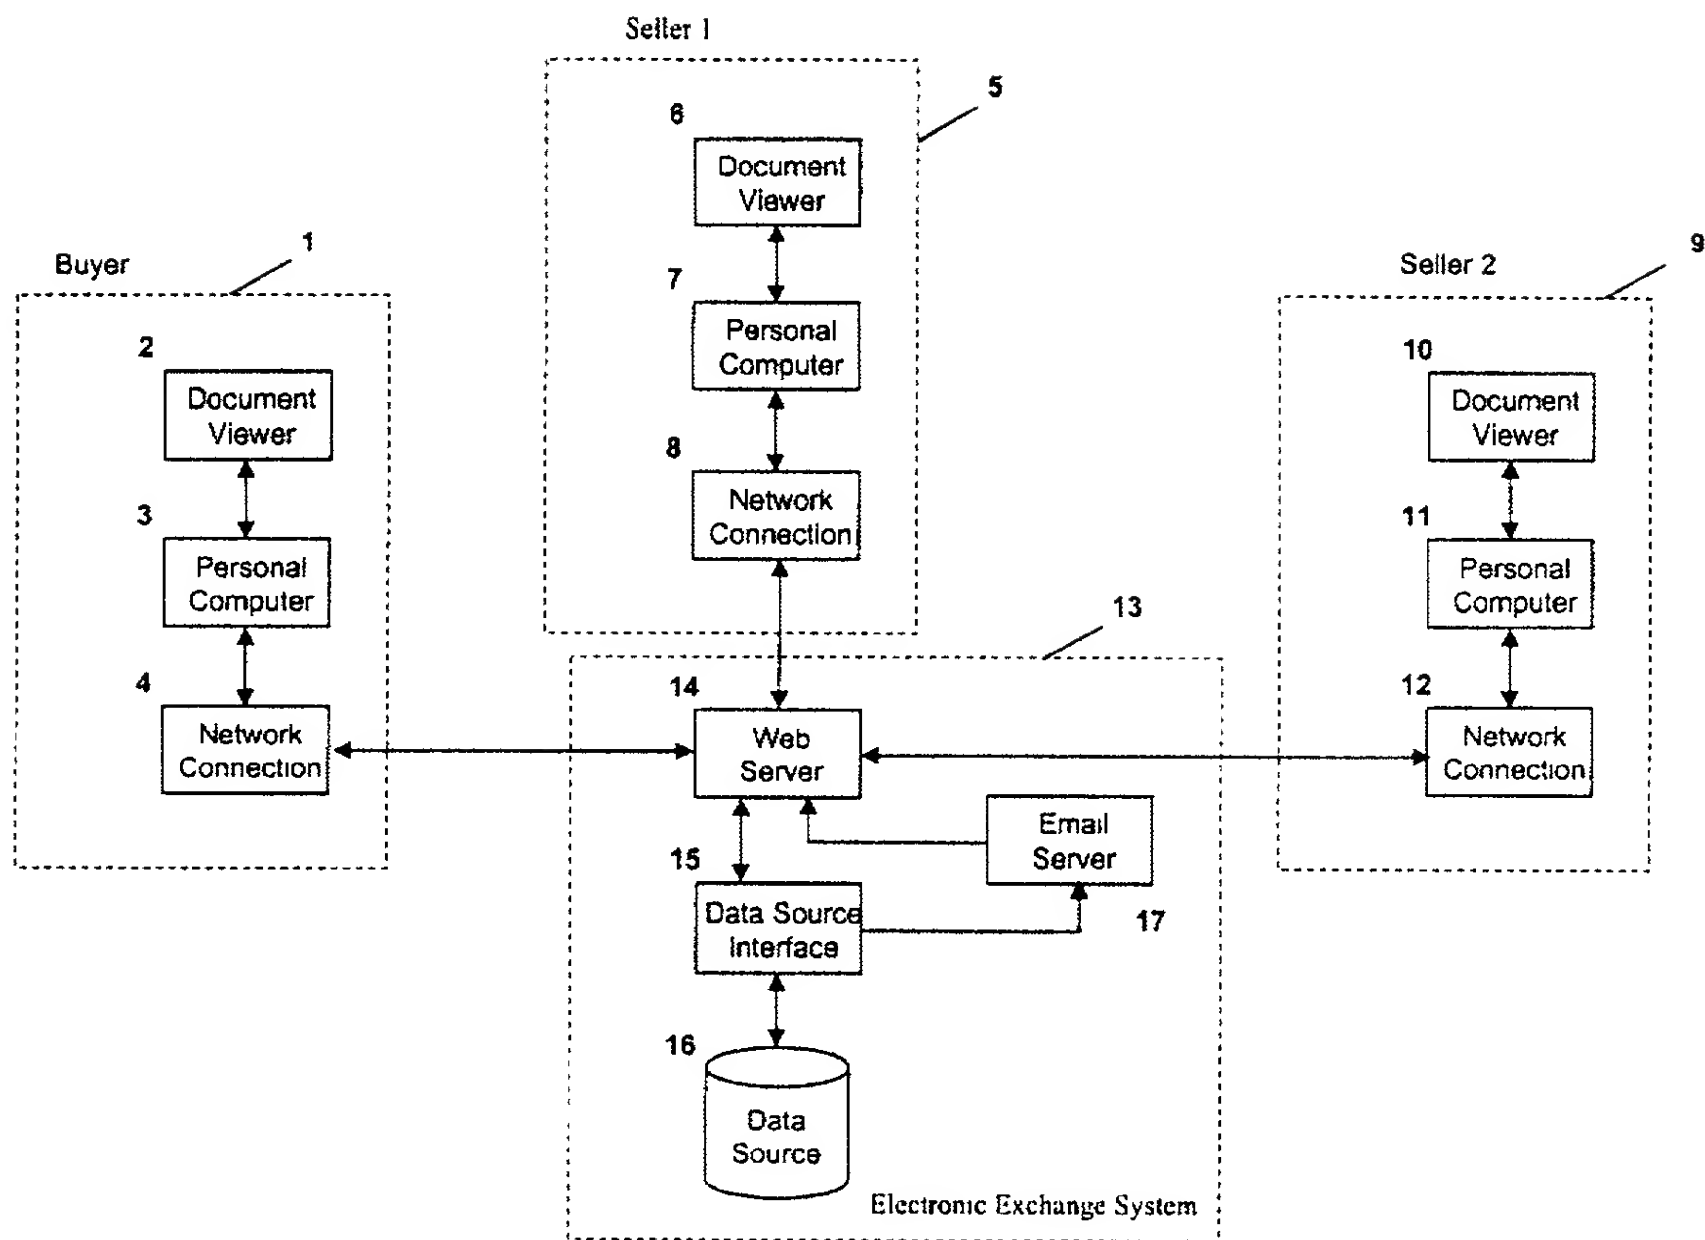 Seller 1
5
6
Document
Viewer
7
Personal
Computer
8
Network
Connection
Buyer
1
2
Document
Viewer
3
Personal
Computer
4
Network
Connection
Seller 2
9
10
Document
Viewer
11
Personal
Computer
12
Network
Connection
13
14
Web
Server
Email
Server
17
15
Data Source
Interface
16
Data
Source
Electronic Exchange System